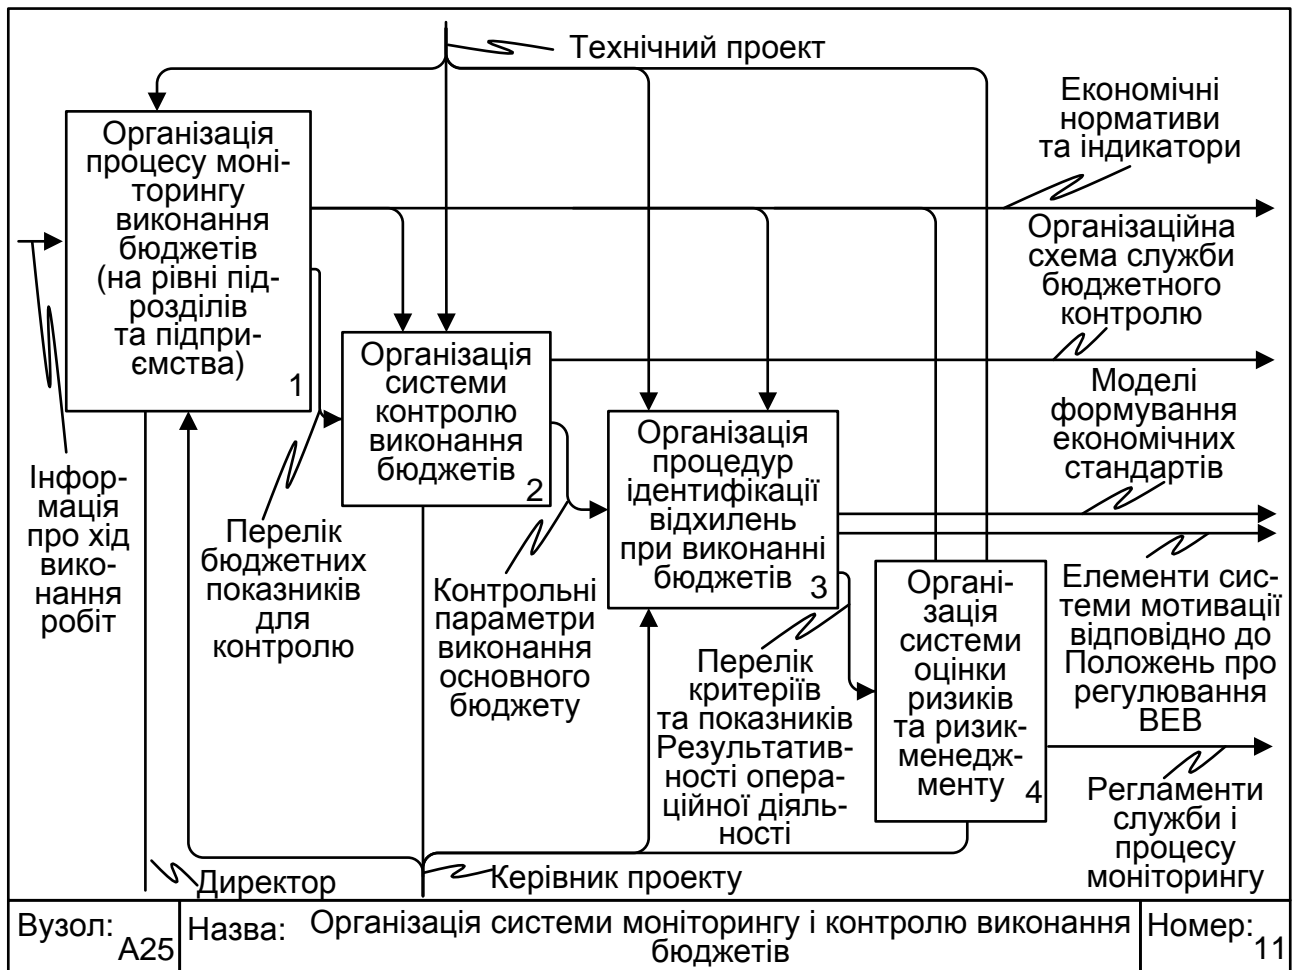 Технічний проект
Економічні
нормативи
та індикатори
Організація
процесу моні-
торингу
виконання
бюджетів
(на рівні під-
розділів
та підпри-
ємства)
1
Організаційна
схема служби
бюджетного
контролю
Організація
системи
контролю
виконання
бюджетів
2
Моделі
формування
економічних
стандартів
Організація
процедур
ідентифікації
відхилень
при виконанні
бюджетів
3
Інфор-
мація
про хід
вико-
нання
робіт
Перелік
бюджетних
показників
для
контролю
Контрольні
параметри
виконання
основного
бюджету
Перелік
критеріїв
та показників
Результатив-
ності опера-
ційної діяль-
ності
Органі-
зація
системи
оцінки
ризиків
та ризик-
менедж-
менту
4
Елементи сис-
теми мотивації
відповідно до
Положень про
регулювання
ВЕВ
Регламенти
служби і
процесу
моніторингу
Директор
Керівник проекту
Вузол:
А25
Назва:
Організація системи моніторингу і контролю виконання
бюджетів
Номер:
11